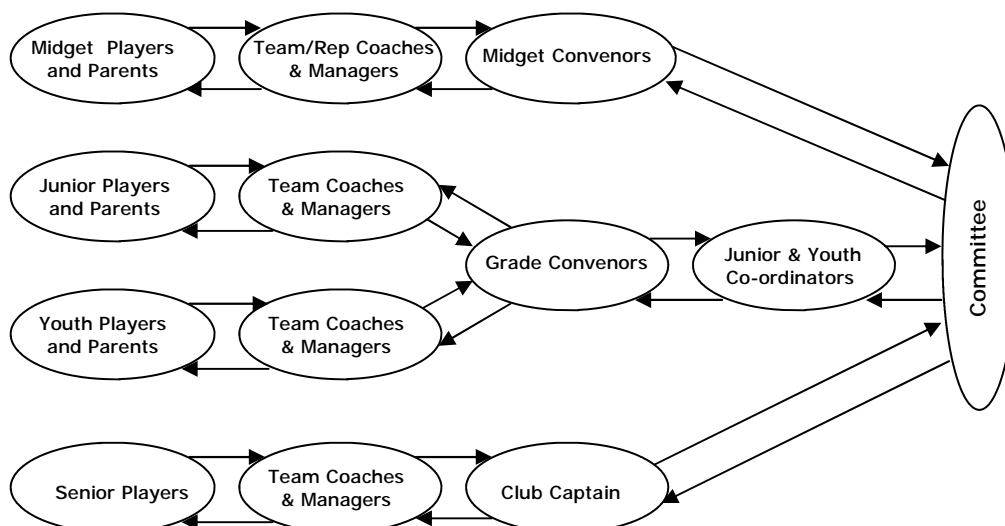 Midget Players
and Parents
Team/Rep Coaches
& Managers
Midget Convenors
Junior Players
and Parents
Team Coaches
& Managers
Grade Convenors
Junior & Youth
Co-ordinators
Committee
Youth Players
and Parents
Team Coaches
& Managers
Senior Players
Team Coaches
& Managers
Club Captain